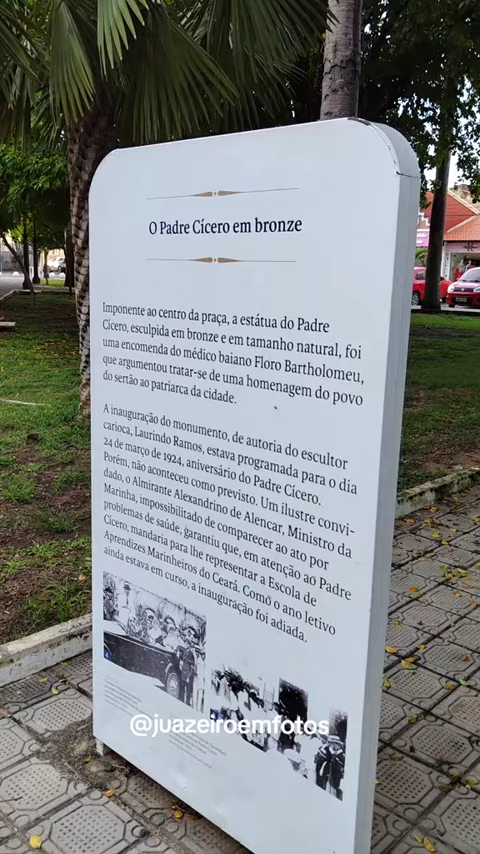 O Padre Cícero em bronze
Imponente ao centro da praça, a estátua do Padre
Cícero, esculpida em bronze e em tamanho natural, foi
uma encomenda do médico baiano Floro Bartholomeu,
que argumentou tratar-se de uma homenagem do povo
do sertão ao patriarca da cidade.
A inauguração do monumento, de autoria do escultor
carioca, Laurindo Ramos, estava programada para o dia
24 de março de 1924, aniversário do Padre Cícero.
Porém, não aconteceu como previsto. Um ilustre convi-
dado, o Almirante Alexandrino de Alencar, Ministro da
Marinha, impossibilitado de comparecer ao ato por
problemas de saúde, garantiu que, em atenção ao Padre
Cícero, mandaria para lhe representar a Escola de
Aprendizes Marinheiros do Ceará. Como o ano letivo
ainda estava em curso, a inauguração foi adiada.
@juazeiroemfotos